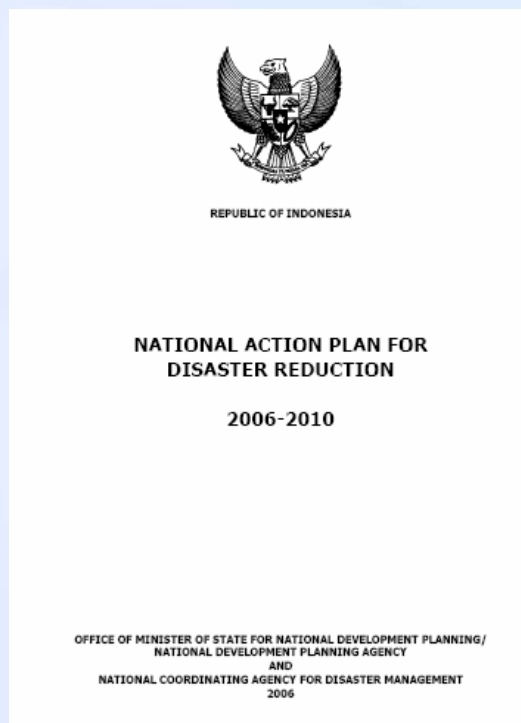 REPUBLIC OF INDONESIA
NATIONAL ACTION PLAN FOR
DISASTER REDUCTION
2006-2010
OFFICE OF MINISTER OF STATE FOR NATIONAL DEVELOPMENT PLANNING/
NATIONAL DEVELOPMENT PLANNING AGENCY
AND
NATIONAL COORDINATING AGENCY FOR DISASTER MANAGEMENT
2006